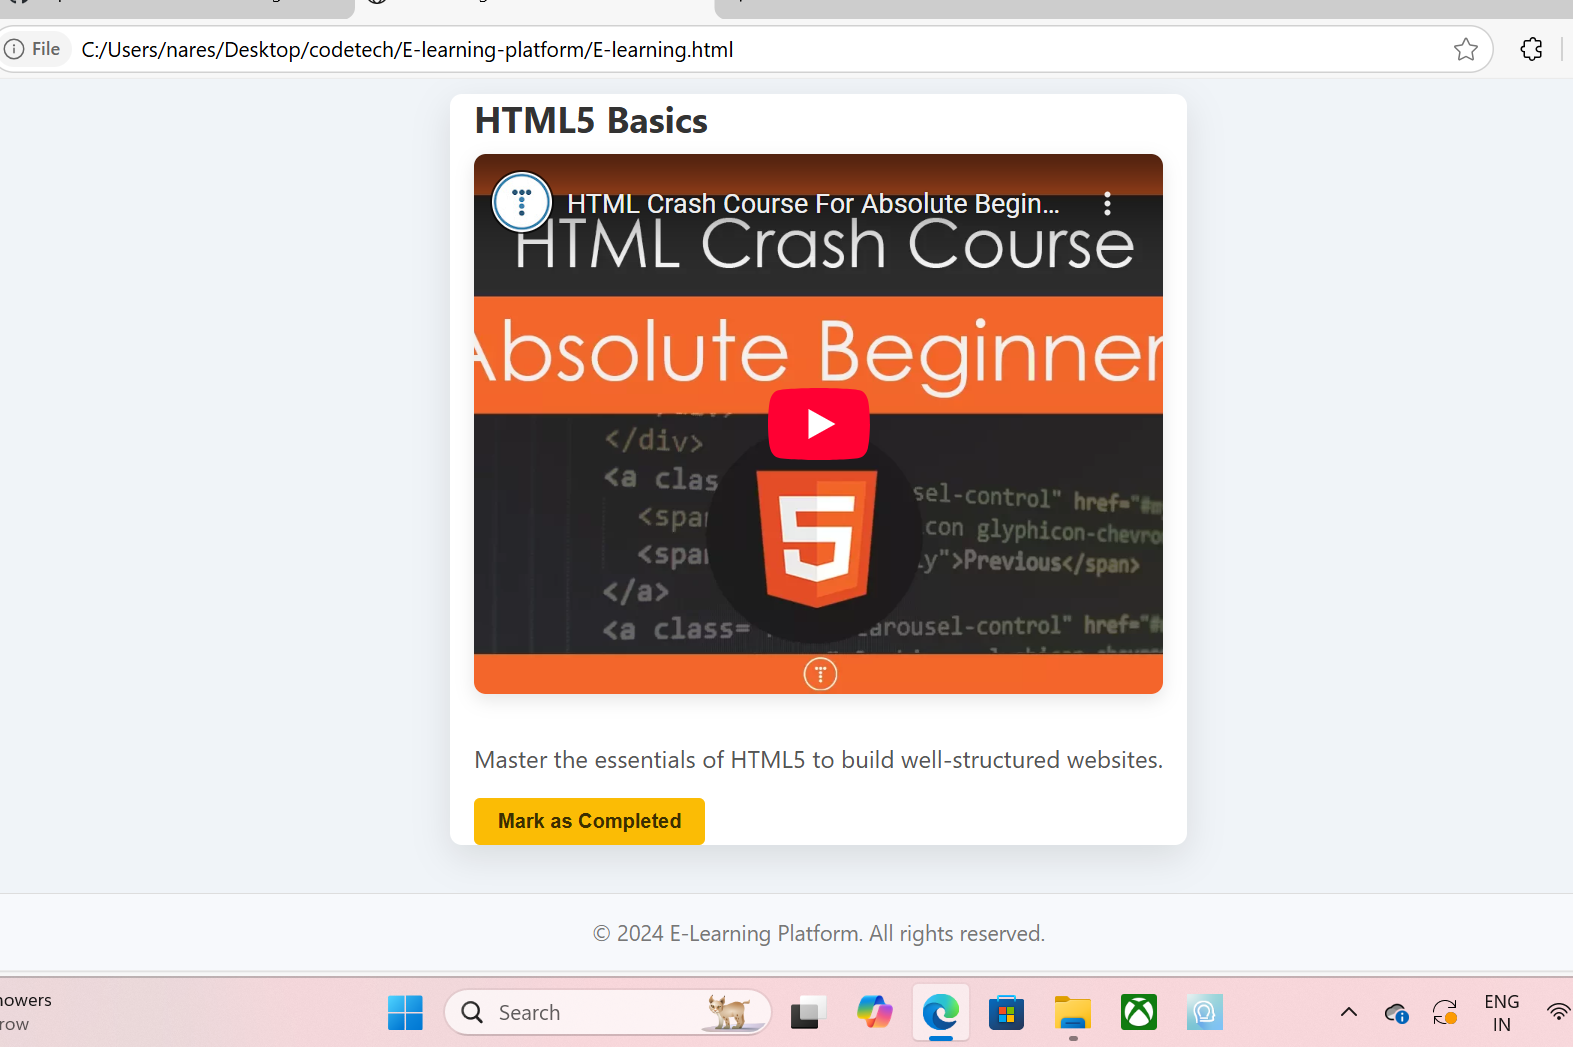 File C:/Users/nares/Desktop/codetech/E-learning-platform/E-learning.html
HTML5 Basics
HTML Crash Course For Absolute Begin...
HTML Crash Course
Absolute Beginner
</div>
<a clas sel-control" href="#m
<span con glyphicon-chevro
<spa y">Previous</span>
</a>
<a class= arousel-control" href="#
5
Master the essentials of HTML5 to build well-structured websites.
Mark as Completed
© 2024 E-Learning Platform. All rights reserved.
howers
row
Search
ENG
IN